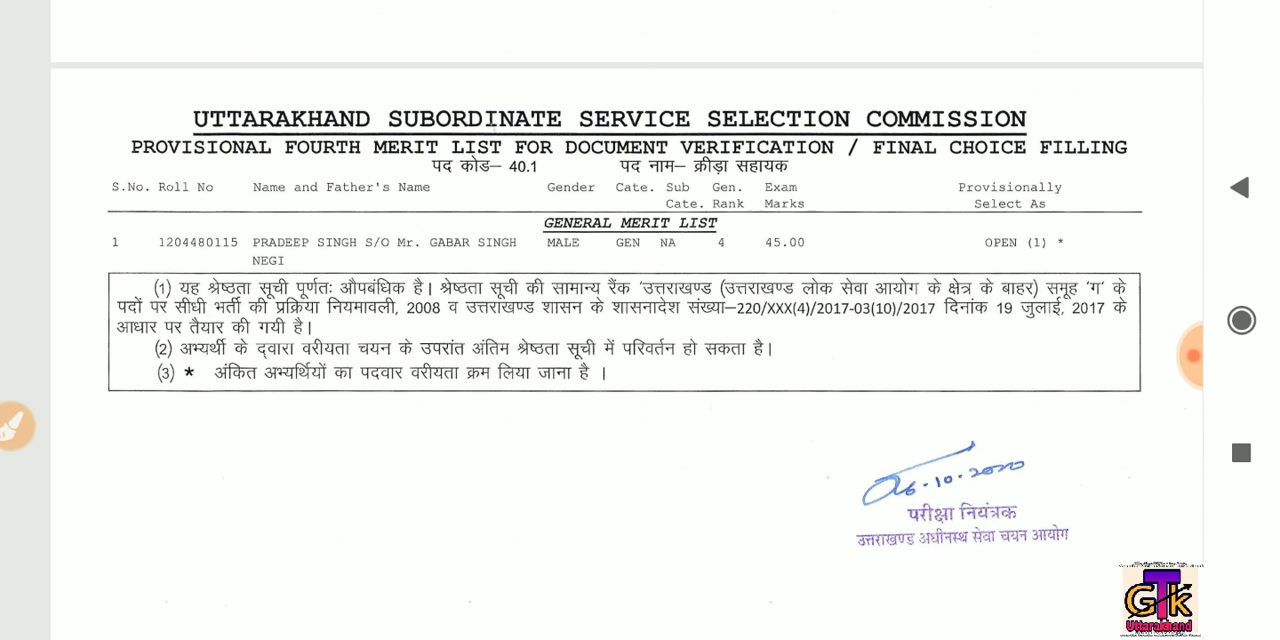 UTTARAKHAND SUBORDINATE SERVICE SELECTION COMMISSION
PROVISIONAL FOURTH MERIT LIST FOR DOCUMENT VERIFICATION / FINAL CHOICE FILLING
पद कोड– 40.1 पद नाम– क्रीड़ा सहायक
S.No. Roll No Name and Father's Name Gender Cate. Sub Gen. Exam Provisionally
Cate. Rank Marks Select As
GENERAL MERIT LIST
1 1204480115 PRADEEP SINGH S/O Mr. GABAR SINGH MALE GEN NA 4 45.00 OPEN (1) *
NEGI
(1) यह श्रेष्ठता सूची पूर्णतः औपबंधिक है। श्रेष्ठता सूची की सामान्य रैंक 'उत्तराखण्ड (उत्तराखण्ड लोक सेवा आयोग के क्षेत्र के बाहर) समूह 'ग' के
पदों पर सीधी भर्ती की प्रक्रिया नियमावली, 2008 व उत्तराखण्ड शासन के शासनादेश संख्या–220/XXX(4)/2017-03(10)/2017 दिनांक 19 जुलाई, 2017 के
आधार पर तैयार की गयी है।
(2) अभ्यर्थी के द्वारा वरीयता चयन के उपरांत अंतिम श्रेष्ठता सूची में परिवर्तन हो सकता है।
(3) * अंकित अभ्यर्थियों का पदवार वरीयता क्रम लिया जाना है ।
06.10.2020
परीक्षा नियंत्रक
उत्तराखण्ड अधीनस्थ सेवा चयन आयोग
GTK
Uttarakhand